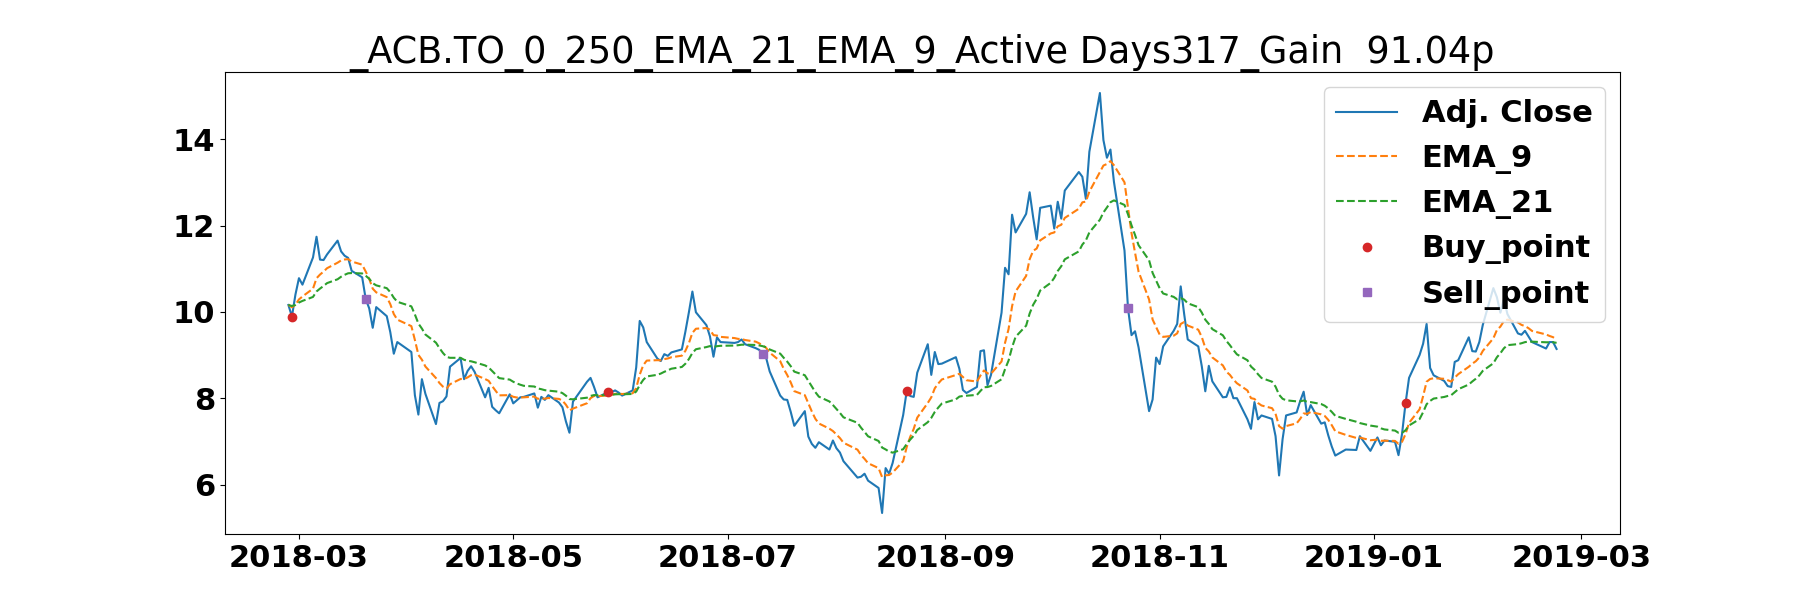 _ACB.TO_0_250_EMA_21_EMA_9_Active Days317_Gain  91.04p
Adj. Close
EMA_9
EMA_21
Buy_point
Sell_point
14
12
10
8
6
2018-03
2018-05
2018-07
2018-09
2018-11
2019-01
2019-03